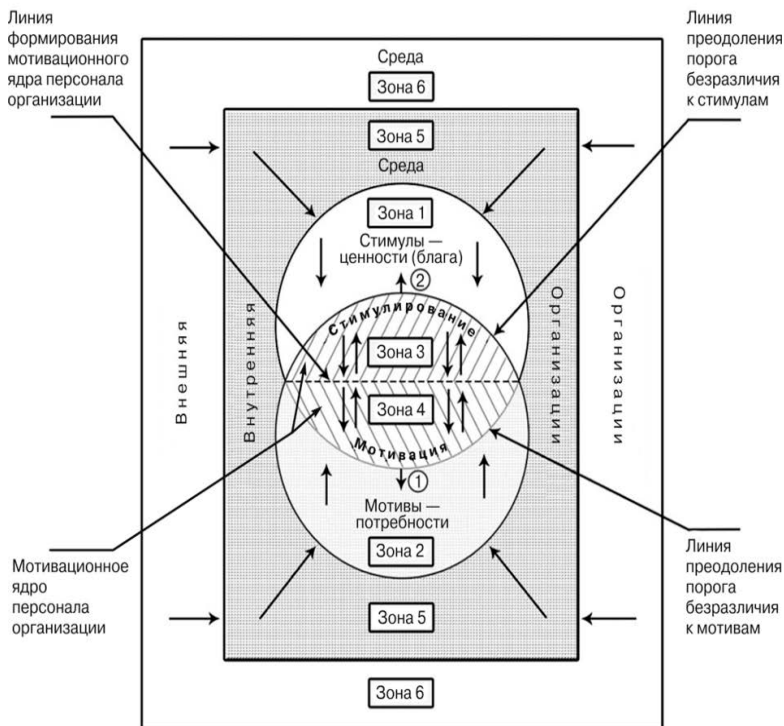 Линия
формирования
мотивационного
ядра персонала
организации
Линия
преодоления
порога
безразличия
к стимулам
Среда
Зона 6
Зона 5
Среда
Зона 1
Стимулы —
ценности (блага)
2
Стимулирование
Зона 3
Зона 4
Мотивация
1
Мотивы —
потребности
Зона 2
Зона 5
Зона 6
Внешняя
Внутренняя
Организации
Организации
Мотивационное
ядро
персонала
организации
Линия
преодоления
порога
безразличия
к мотивам